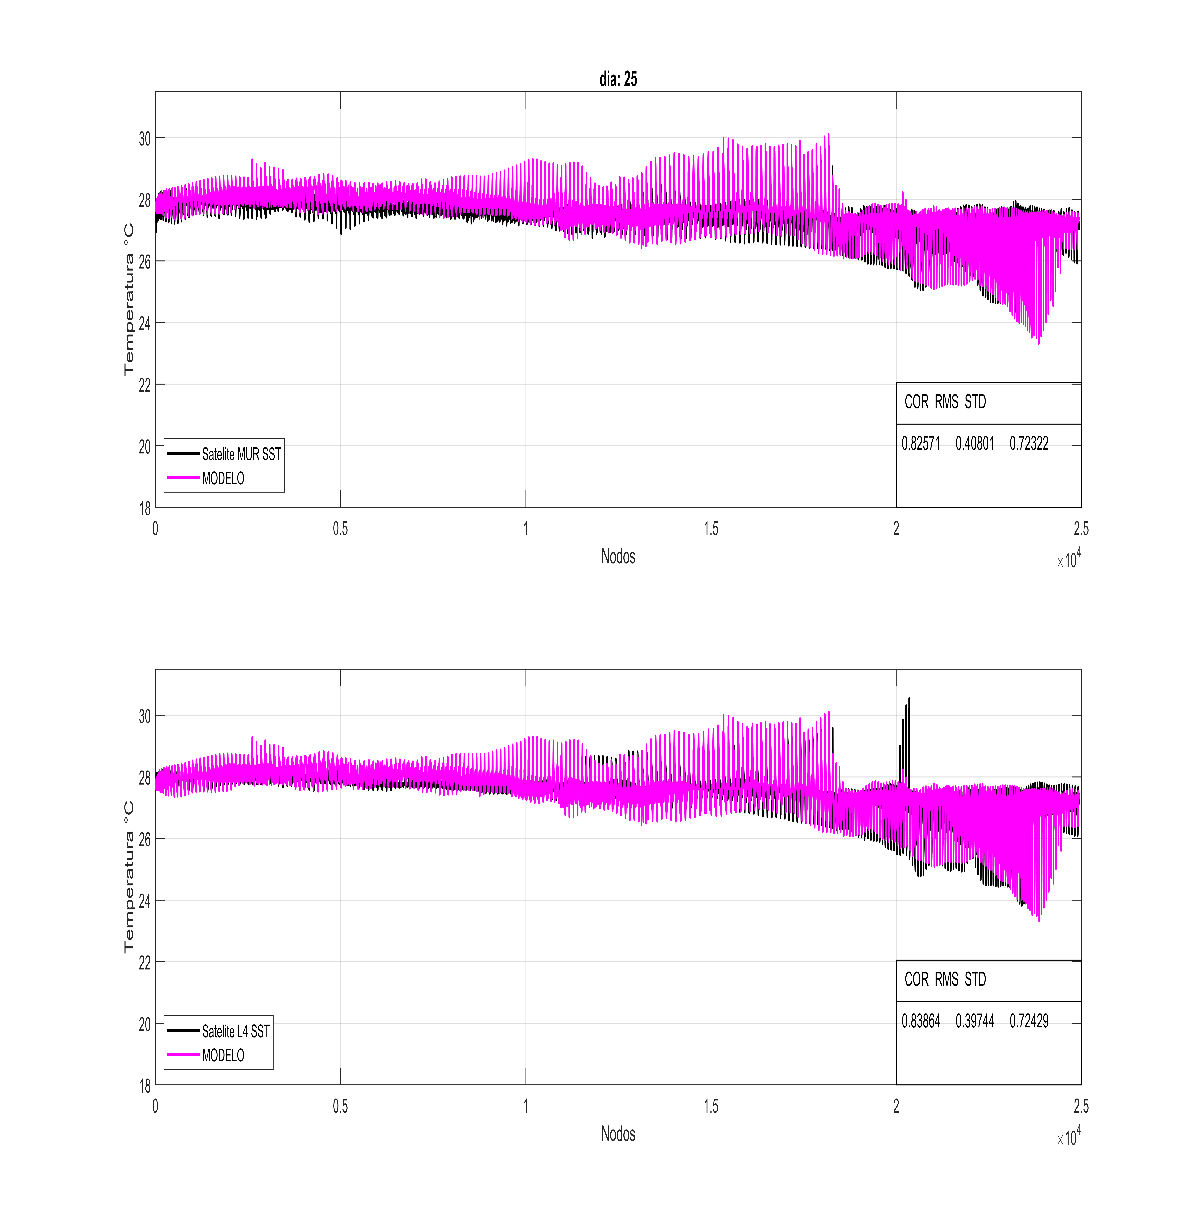 dia: 25
Temperatura °C
30
28
26
24
22
20
18
COR RMS STD
0.82571 0.40801 0.72322
Satelite MUR SST
MODELO
0 0.5 1 1.5 2 2.5
Nodos
×10^4
Temperatura °C
30
28
26
24
22
20
18
COR RMS STD
0.83864 0.39744 0.72429
Satelite L4 SST
MODELO
0 0.5 1 1.5 2 2.5
Nodos
×10^4